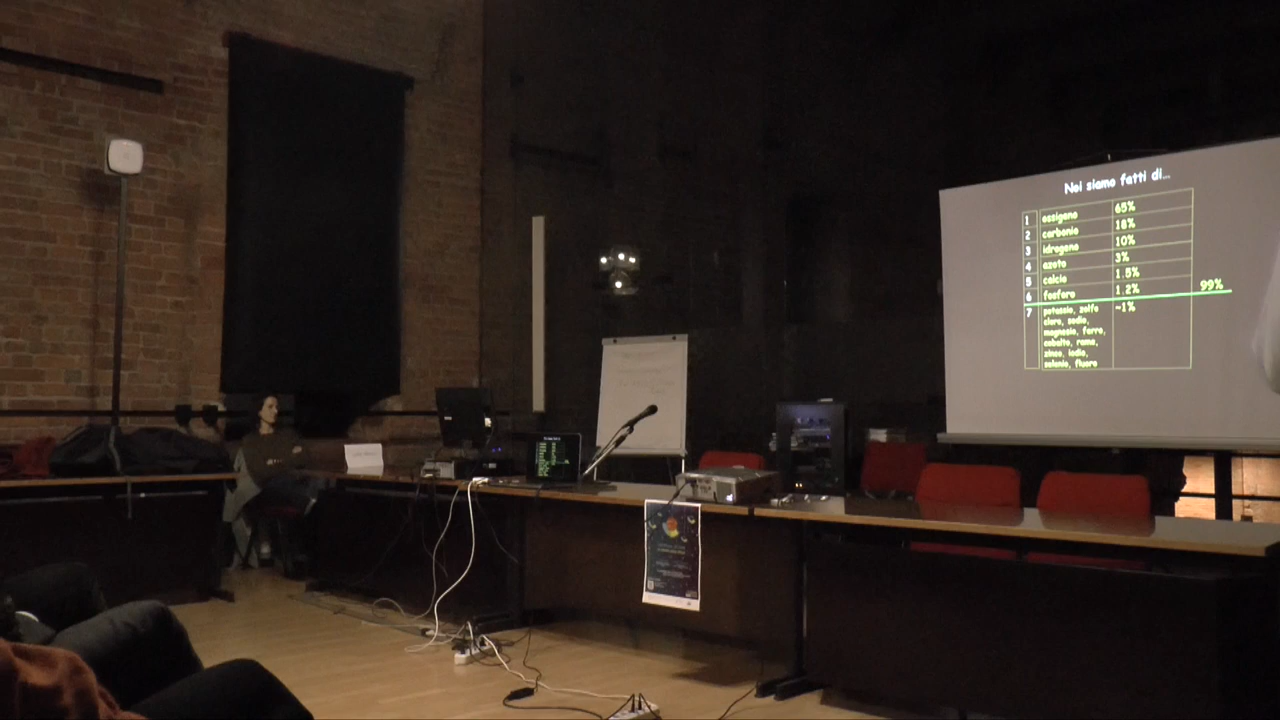 Noi siamo fatti di...
1 ossigeno 65%
2 carbonio 18%
3 idrogeno 10%
4 azoto 3%
5 calcio 1.5%
6 fosforo 1.2% 99%
7 potassio, zolfo ~1%
cloro, sodio,
magnesio, ferro,
cobalto, rame,
zinco, iodio,
selenio, fluoro